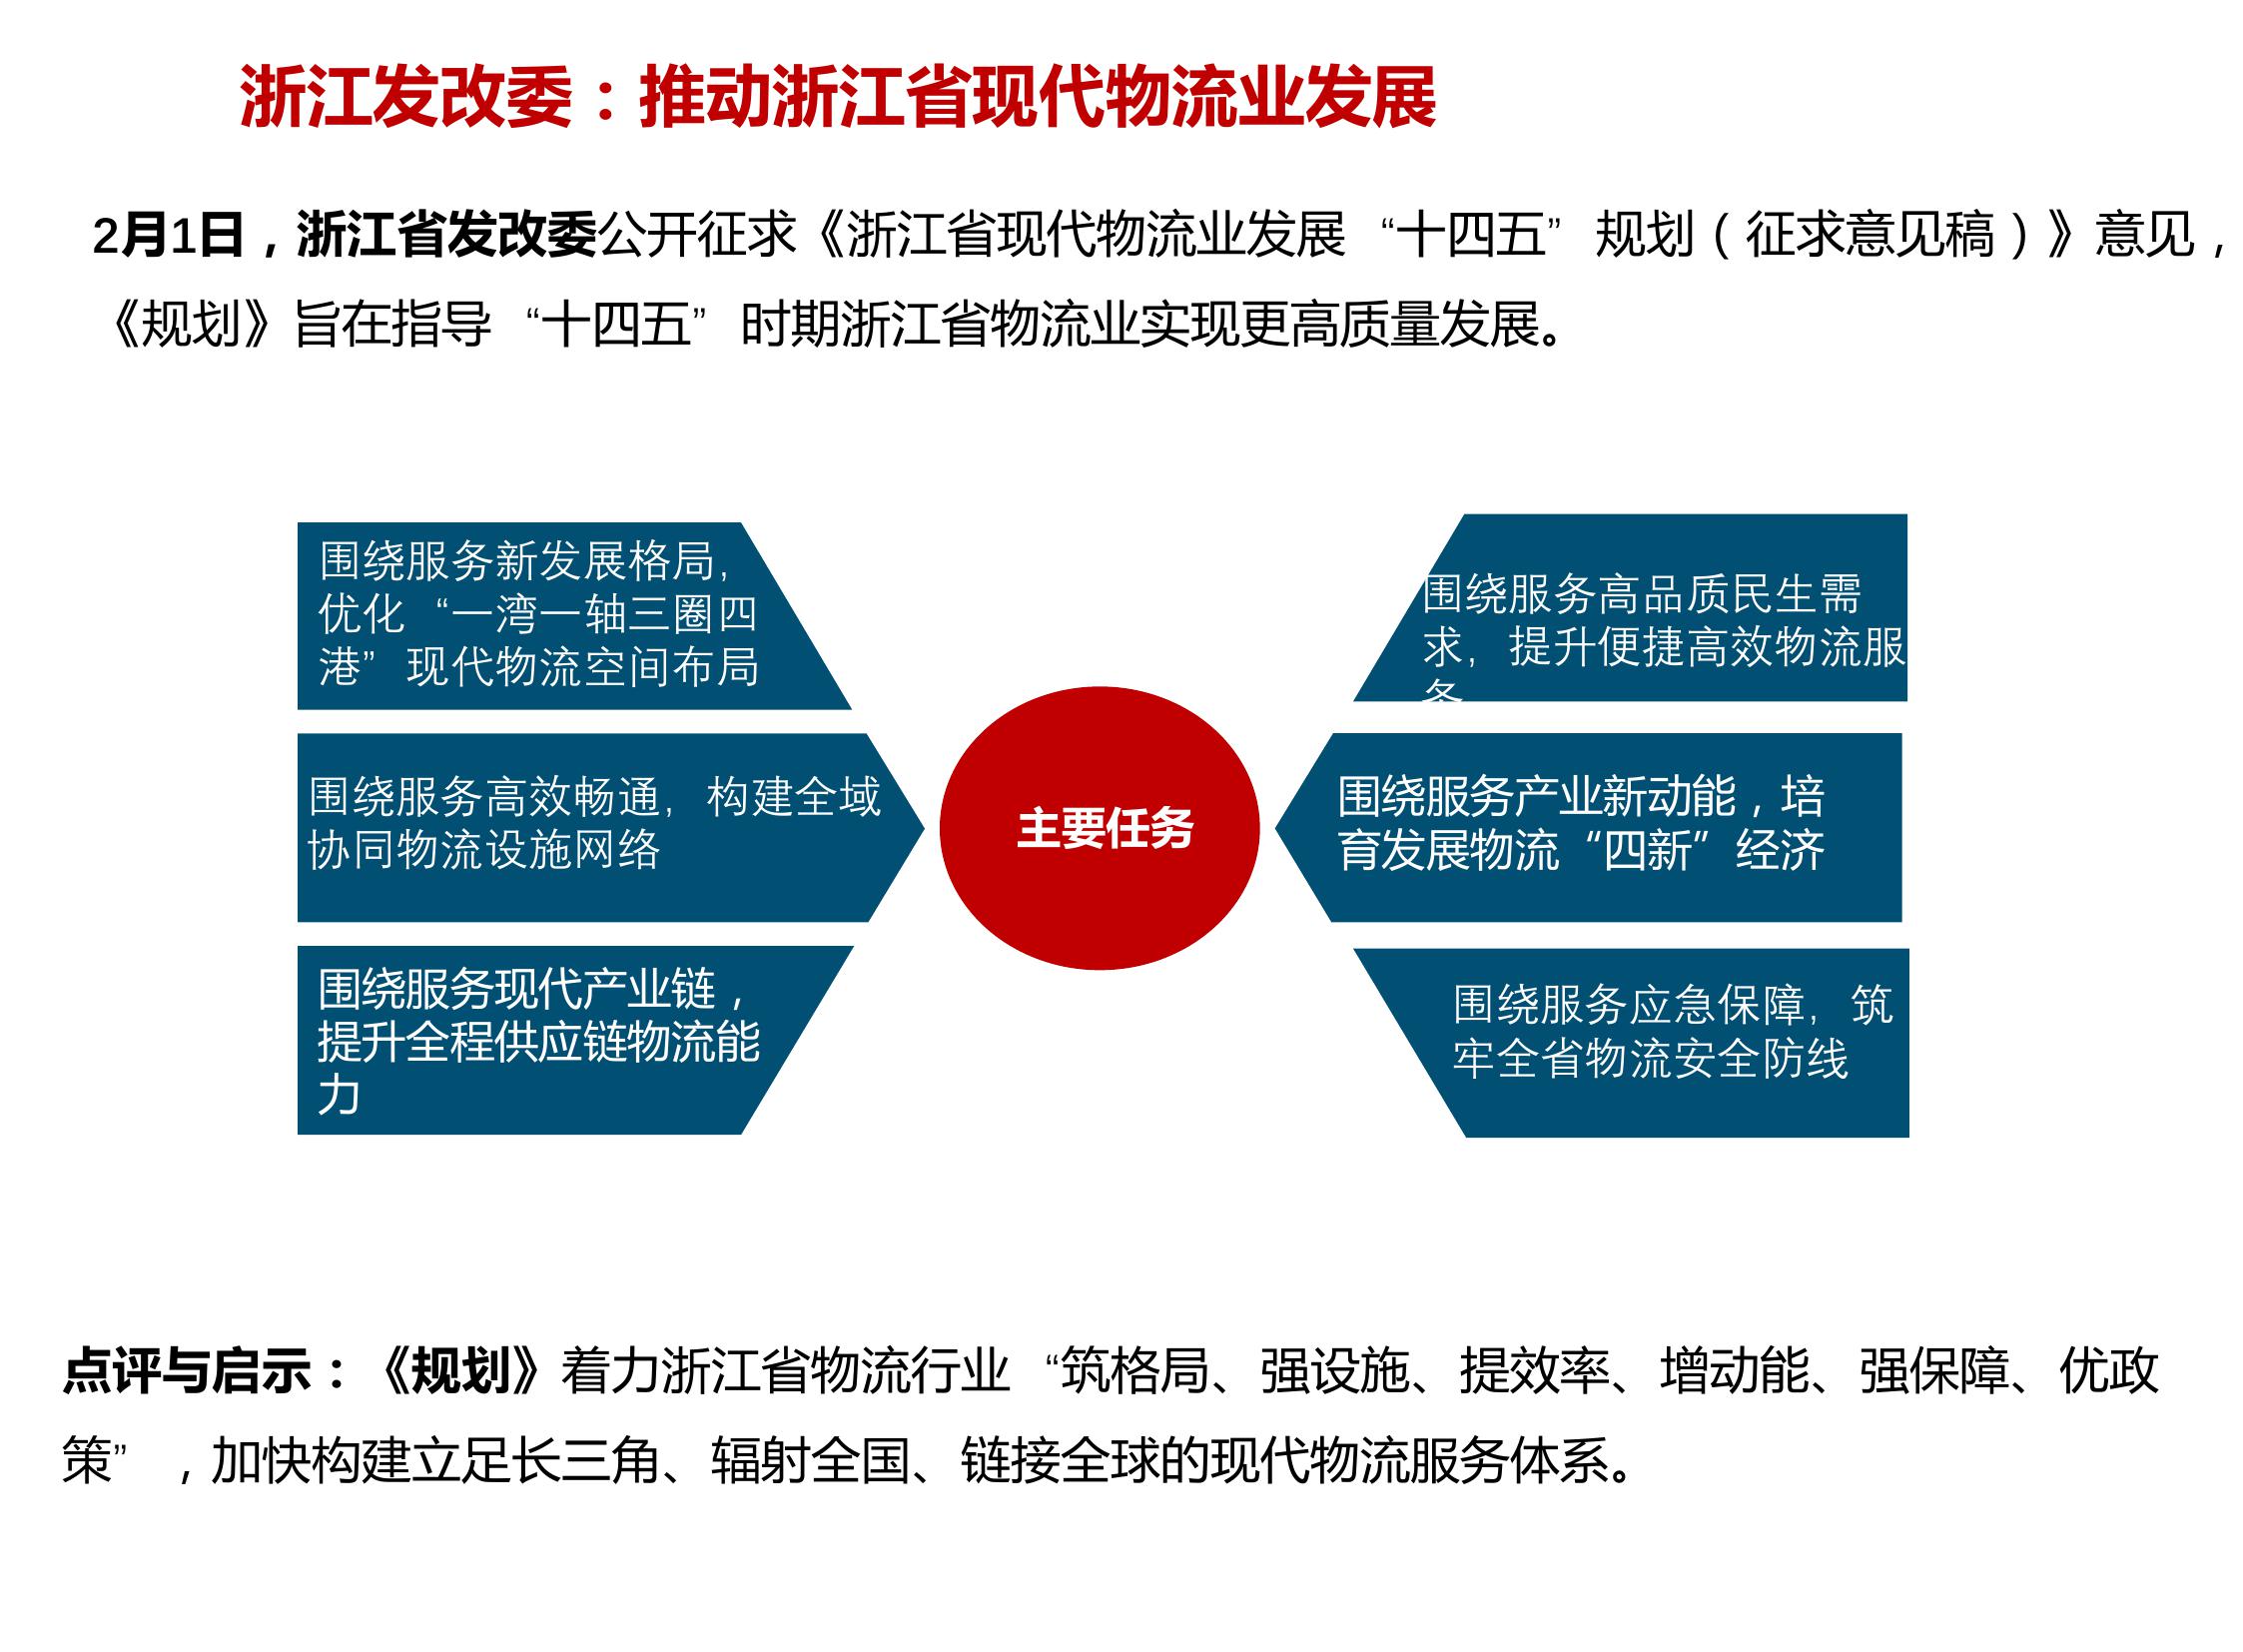 浙江发改委：推动浙江省现代物流业发展
2月1日，浙江省发改委公开征求《浙江省现代物流业发展“十四五”规划（征求意见稿）》意见，
《规划》旨在指导“十四五”时期浙江省物流业实现更高质量发展。
围绕服务新发展格局，
优化“一湾一轴三圈四
港”现代物流空间布局
围绕服务高效畅通，构建全域
协同物流设施网络
围绕服务现代产业链，
提升全程供应链物流能
力
主要任务
围绕服务高品质民生需
求，提升便捷高效物流服
务
围绕服务产业新动能，培
育发展物流“四新”经济
围绕服务应急保障，筑
牢全省物流安全防线
点评与启示：《规划》着力浙江省物流行业“筑格局、强设施、提效率、增动能、强保障、优政
策”，加快构建立足长三角、辐射全国、链接全球的现代物流服务体系。